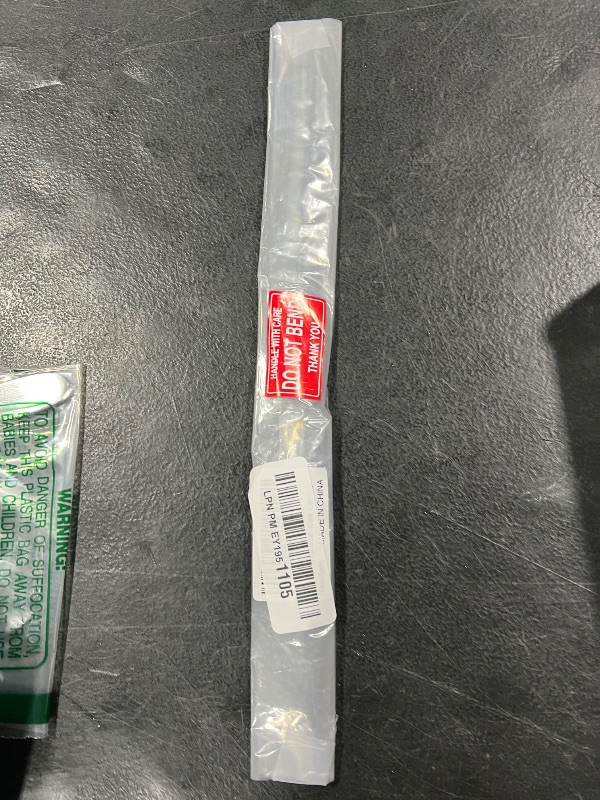 HANDLE WITH CARE
DO NOT BEND
THANK YOU
MADE IN CHINA
LPN PM EY1951105
WARNING:
TO AVOID DANGER OF SUFFOCATION,
KEEP THIS PLASTIC BAG AWAY FROM
BABIES AND CHILDREN. DO NOT USE